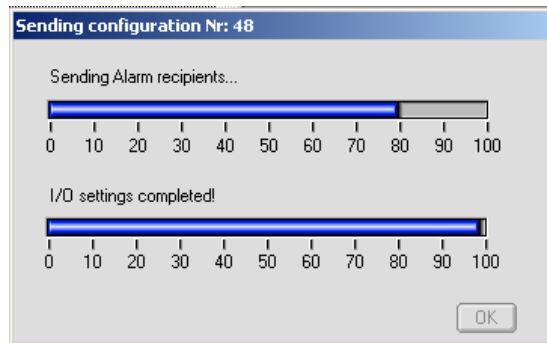 Sending configuration Nr: 48
Sending Alarm recipients...
0 10 20 30 40 50 60 70 80 90 100
I/O settings completed!
0 10 20 30 40 50 60 70 80 90 100
OK